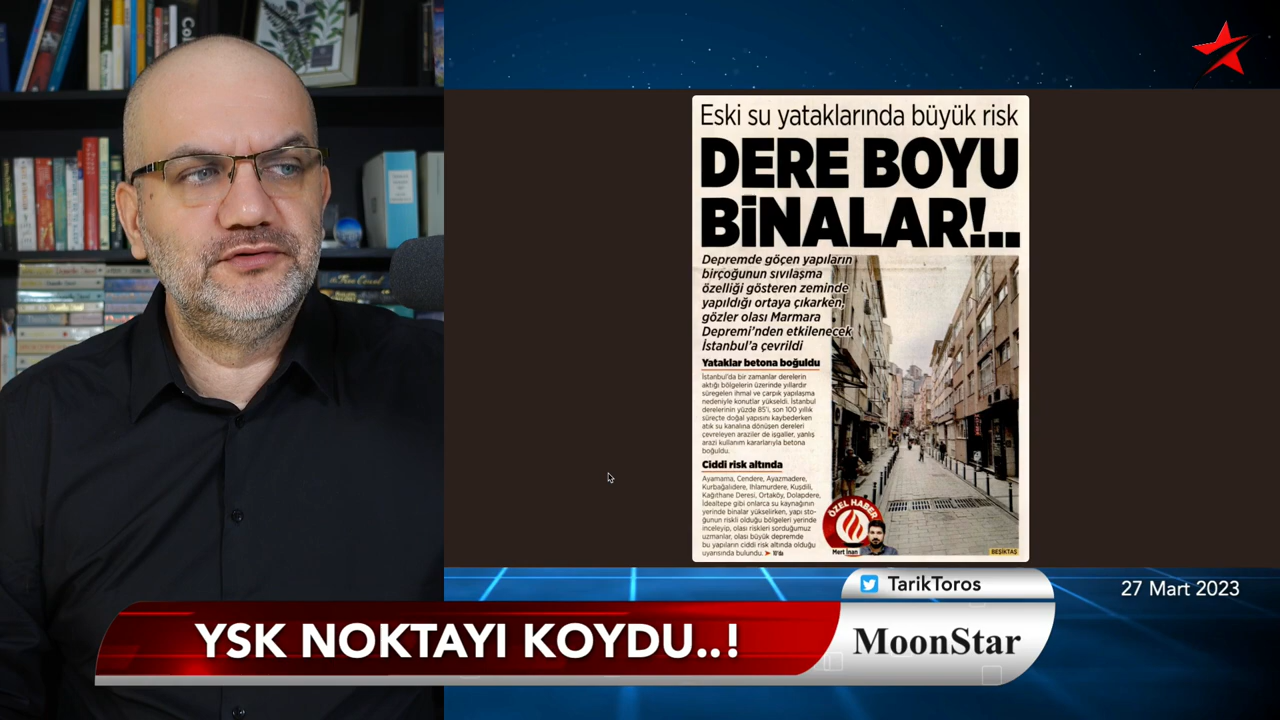 Eski su yataklarında büyük risk
DERE BOYU
BiNALAR!..
Depremde göçen yapıların
birçoğunun sıvılaşma
özelliği gösteren zeminde
yapıldığı ortaya çıkarken,
gözler olası Marmara
Depremi’nden etkilenecek
İstanbul’a çevrildi
Yataklar betona boğuldu
İstanbul’da bir zamanlar derelerin
aktığı bölgelerin üzerinde yıllardır
süregelen ihmal ve çarpık yapılaşma
nedeniyle konutlar yükseldi. İstanbul
derelerinin yüzde 85’i, son 100 yıllık
süreçte doğal yapısını kaybederken
atık su kanalına dönüşen dereleri
çevreleyen araziler de işgaller, yanlış
arazi kullanım kararlarıyla betona
boğuldu.
Ciddi risk altında
Ayamama, Cendere, Ayazmadere,
Kurbağalıdere, Ihlamurdere, Kuşdili,
Kağıthane Deresi, Ortaköy, Dolapdere,
İdealtepe gibi onlarca su kaynağının
yerinde binalar yükselirken, yapı sto-
ğunun riskli olduğu bölgeleri yerinde
inceleyip, olası riskleri sorduğumuz
uzmanlar, olası büyük depremde
bu yapıların ciddi risk altında olduğu
uyarısında bulundu. ➤ 10’da
ÖZEL HABER
Mert İnan
BEŞİKTAŞ
TarikToros
27 Mart 2023
YSK NOKTAYI KOYDU..!
MoonStar